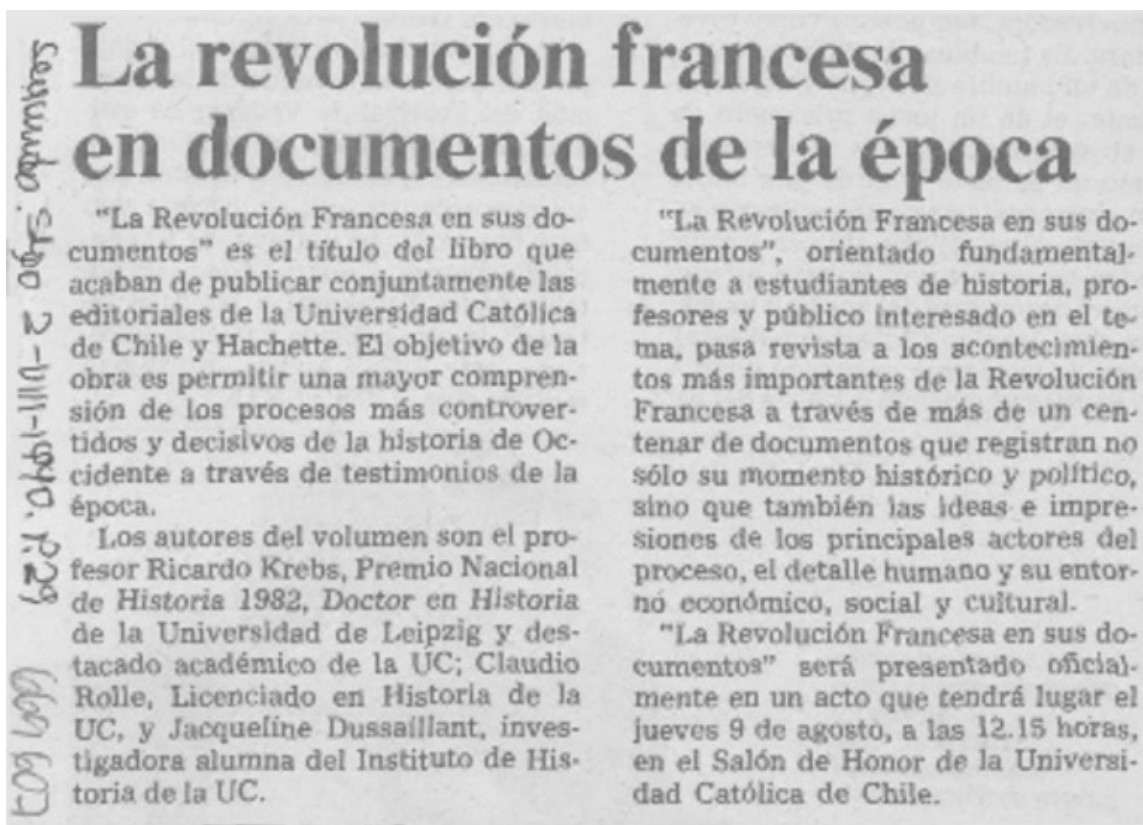 La revolución francesa
en documentos de la época
"La Revolución Francesa en sus do-
cumentos" es el título del libro que
acaban de publicar conjuntamente las
editoriales de la Universidad Católica
de Chile y Hachette. El objetivo de la
obra es permitir una mayor compren-
sión de los procesos más controver-
tidos y decisivos de la historia de Oc-
cidente a través de testimonios de la
época.
Los autores del volumen son el pro-
fesor Ricardo Krebs, Premio Nacional
de Historia 1982, Doctor en Historia
de la Universidad de Leipzig y des-
tacado académico de la UC; Claudio
Rolle, Licenciado en Historia de la
UC, y Jacqueline Dussaillant, inves-
tigadora alumna del Instituto de His-
toria de la UC.
"La Revolución Francesa en sus do-
cumentos", orientado fundamental-
mente a estudiantes de historia, pro-
fesores y público interesado en el te-
ma, pasa revista a los acontecimien-
tos más importantes de la Revolución
Francesa a través de más de un cen-
tenar de documentos que registran no
sólo su momento histórico y político,
sino que también las ideas e impre-
siones de los principales actores del
proceso, el detalle humano y su entor-
no económico, social y cultural.
"La Revolución Francesa en sus do-
cumentos" será presentado oficial-
mente en un acto que tendrá lugar el
jueves 9 de agosto, a las 12.15 horas,
en el Salón de Honor de la Universi-
dad Católica de Chile.
Stgo. 2-VIII-1990. p.29